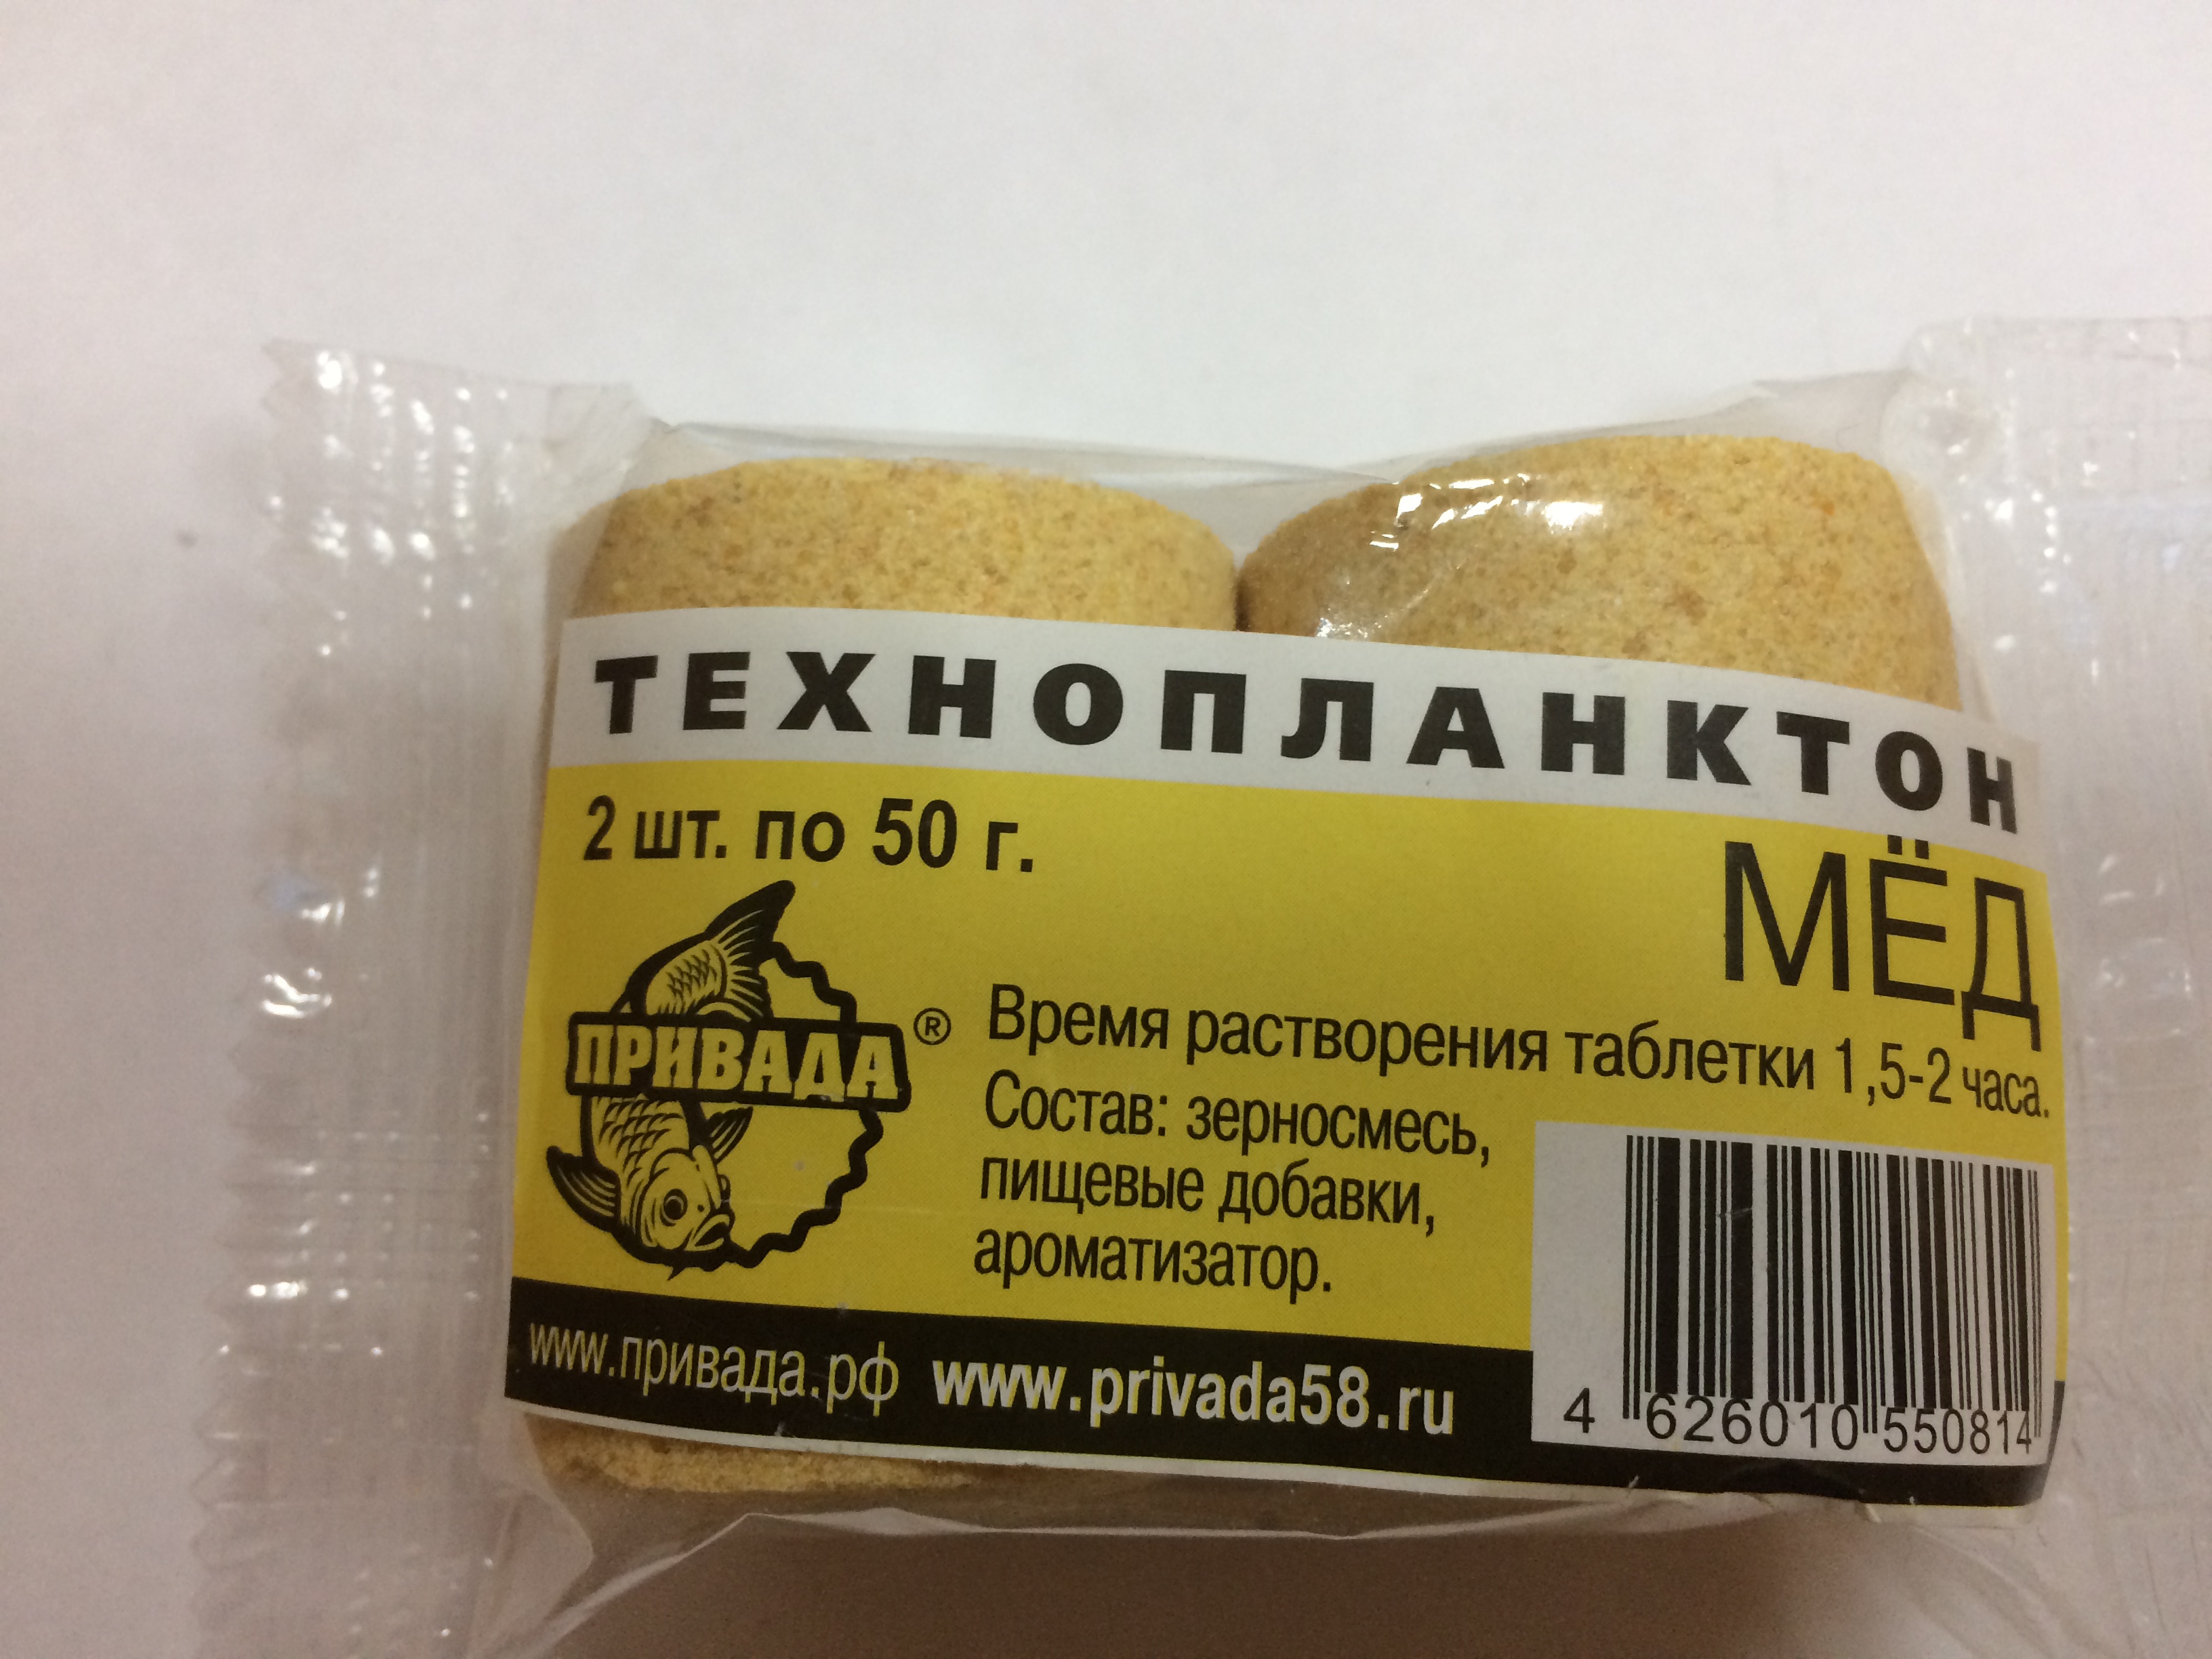 ТЕХНОПЛАНКТОН
2 шт. по 50 г.
МЁД
ПРИВАДА ®
Время растворения таблетки 1,5-2 часа.
Состав: зерносмесь,
пищевые добавки,
ароматизатор.
www.привада.рф www.privada58.ru
4 626010 550814